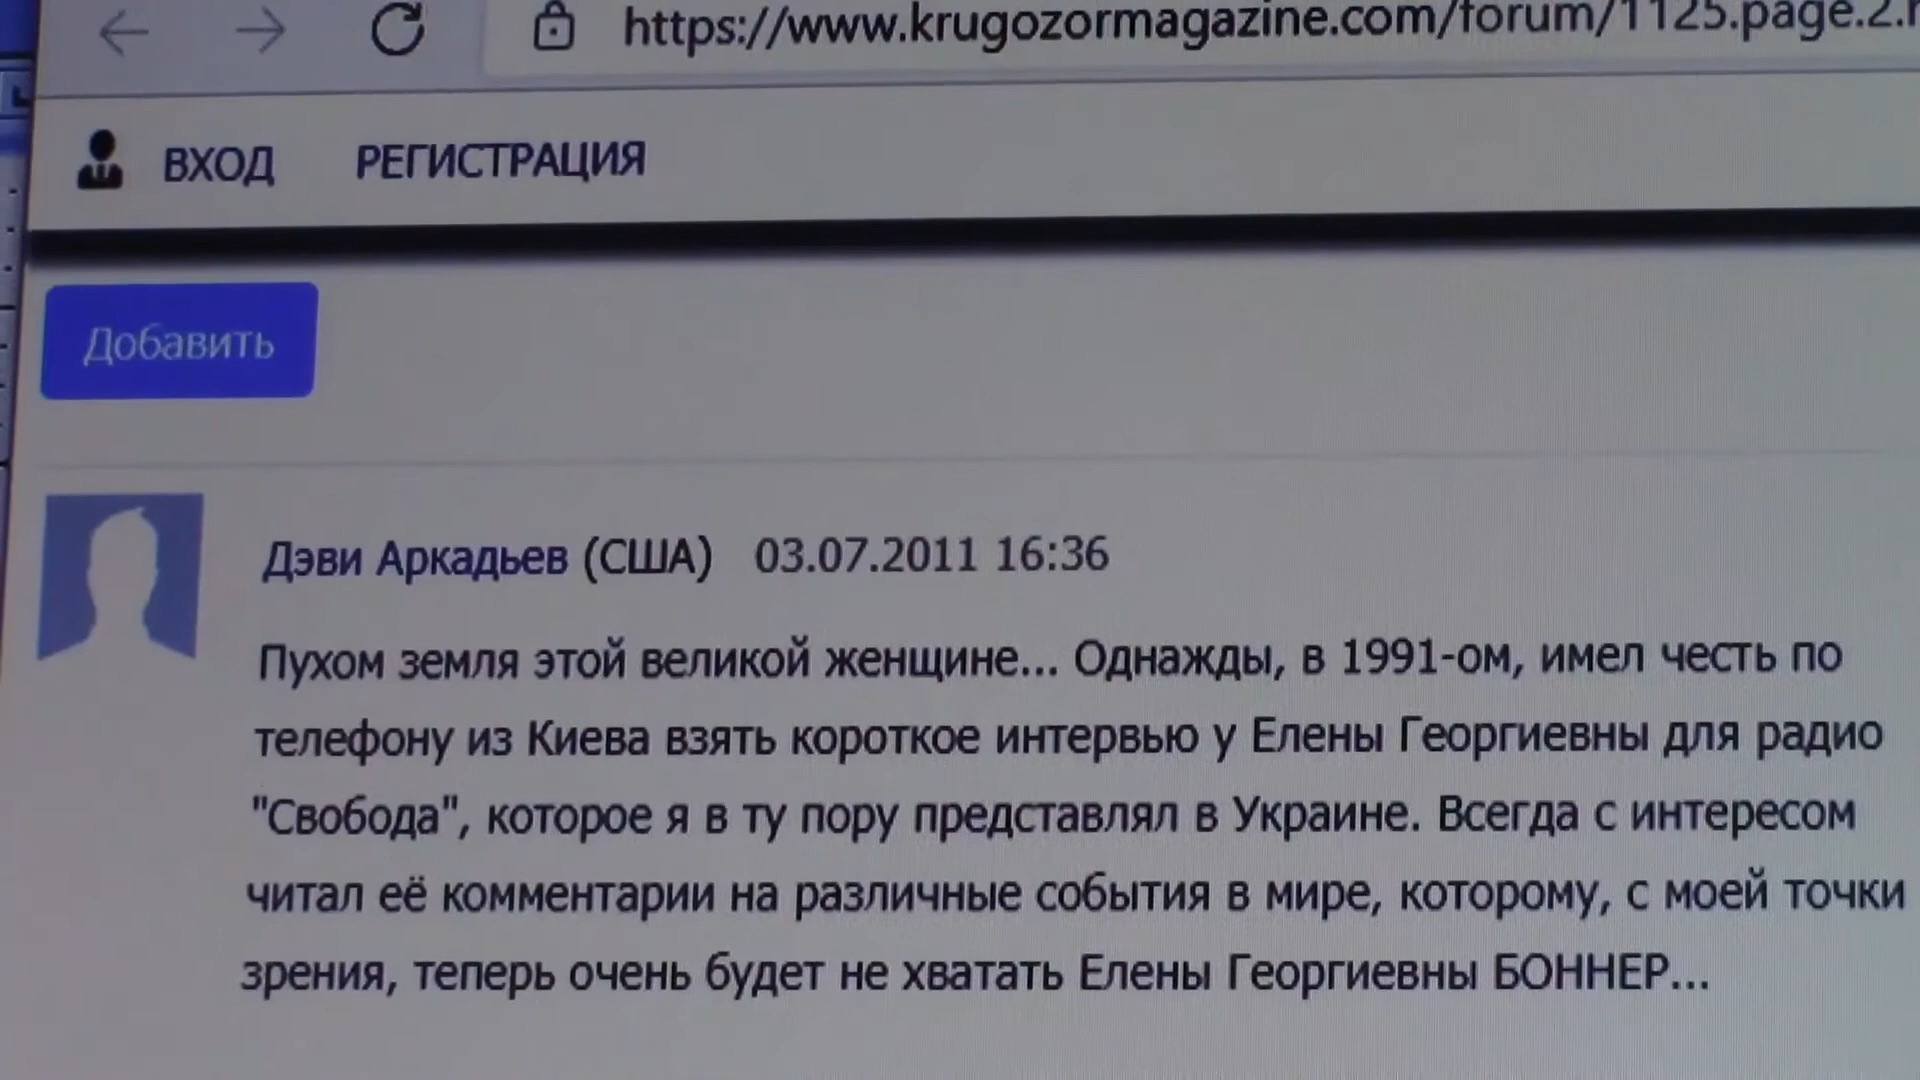 https://www.krugozormagazine.com/forum/1125.page.2.
ВХОД РЕГИСТРАЦИЯ
Добавить
Дэви Аркадьев (США) 03.07.2011 16:36
Пухом земля этой великой женщине... Однажды, в 1991-ом, имел честь по
телефону из Киева взять короткое интервью у Елены Георгиевны для радио
"Свобода", которое я в ту пору представлял в Украине. Всегда с интересом
читал её комментарии на различные события в мире, которому, с моей точки
зрения, теперь очень будет не хватать Елены Георгиевны БОННЕР...